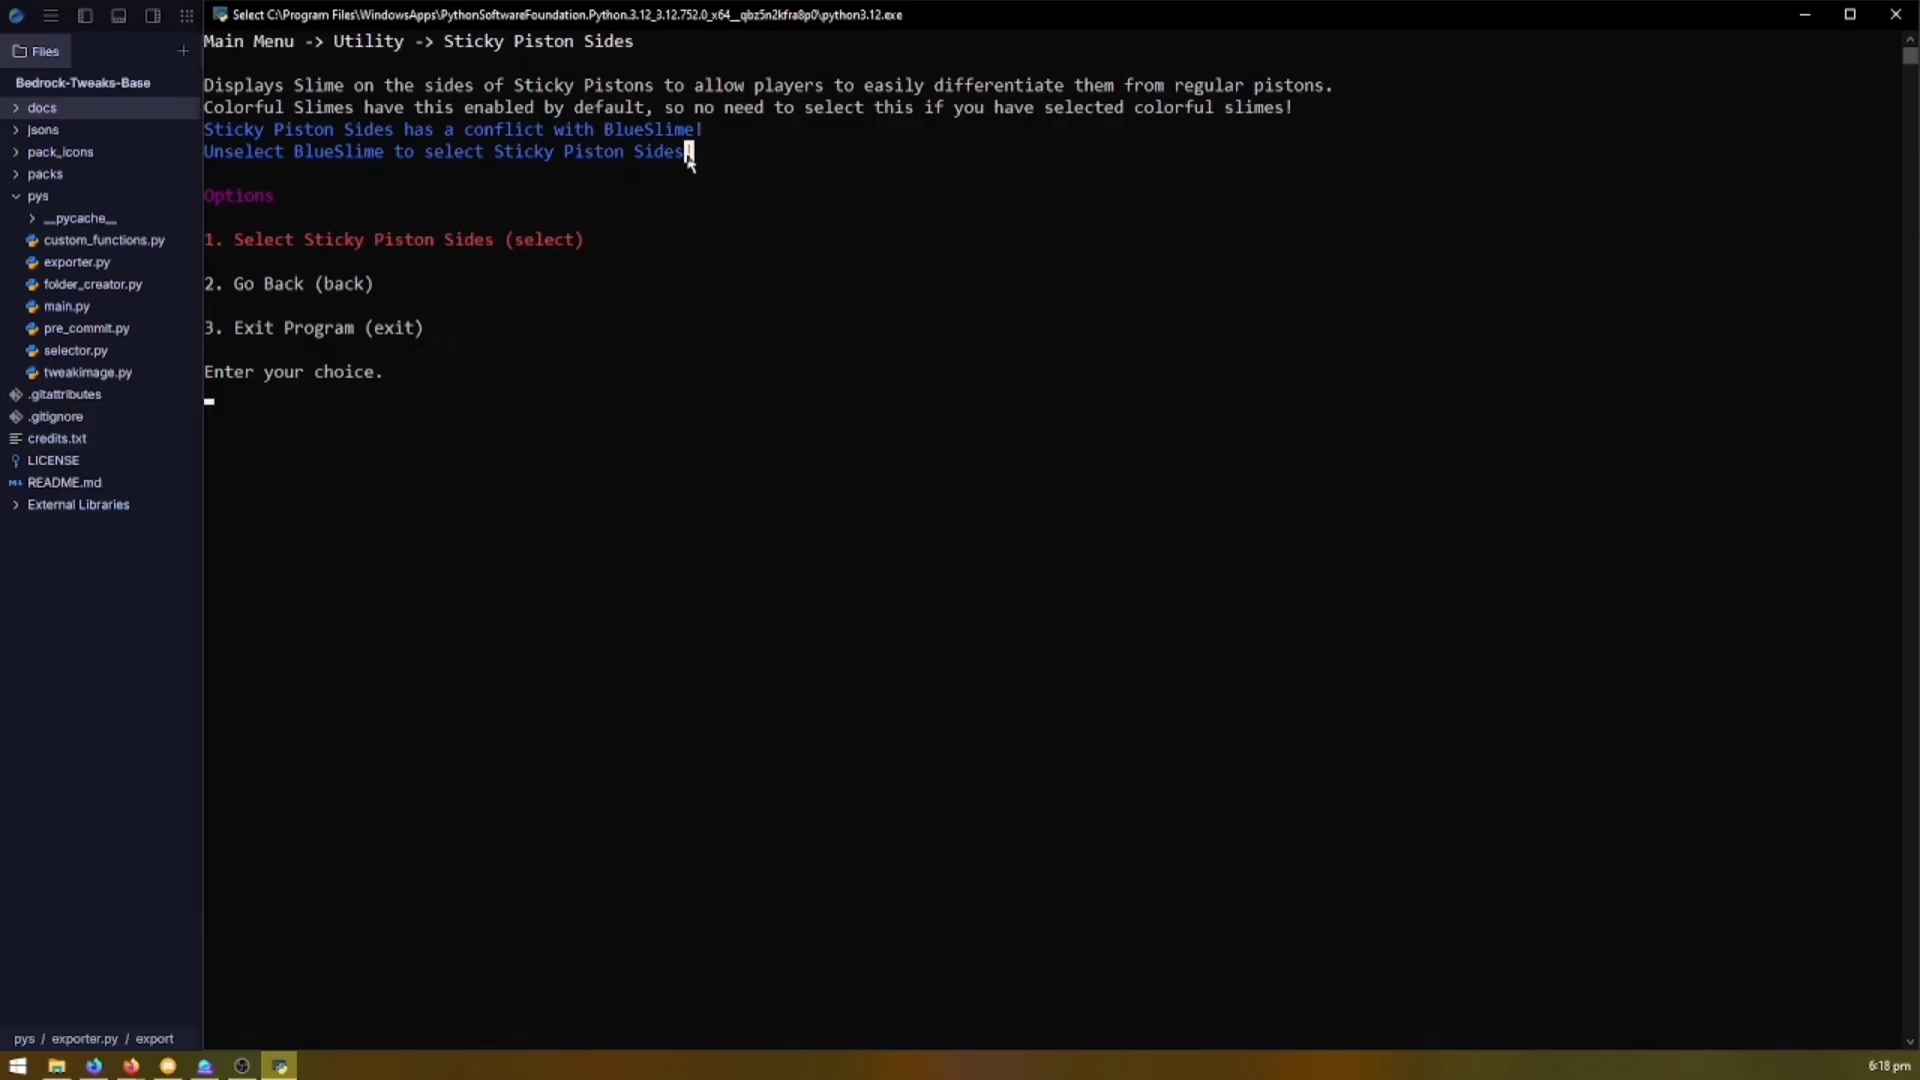 Select C:\Program Files\WindowsApps\PythonSoftwareFoundation.Python.3.12_3.12.752.0_x64__qbz5n2kfra8p0\python3.12.exe
Files
Bedrock-Tweaks-Base
docs
jsons
pack_icons
packs
pys
__pycache__
custom_functions.py
exporter.py
folder_creator.py
main.py
pre_commit.py
selector.py
tweakimage.py
.gitattributes
.gitignore
credits.txt
LICENSE
README.md
External Libraries
pys / exporter.py / export
Main Menu -> Utility -> Sticky Piston Sides
Displays Slime on the sides of Sticky Pistons to allow players to easily differentiate them from regular pistons.
Colorful Slimes have this enabled by default, so no need to select this if you have selected colorful slimes!
Sticky Piston Sides has a conflict with BlueSlime!
Unselect BlueSlime to select Sticky Piston Sides!
Options
1. Select Sticky Piston Sides (select)
2. Go Back (back)
3. Exit Program (exit)
Enter your choice.
6:18 pm